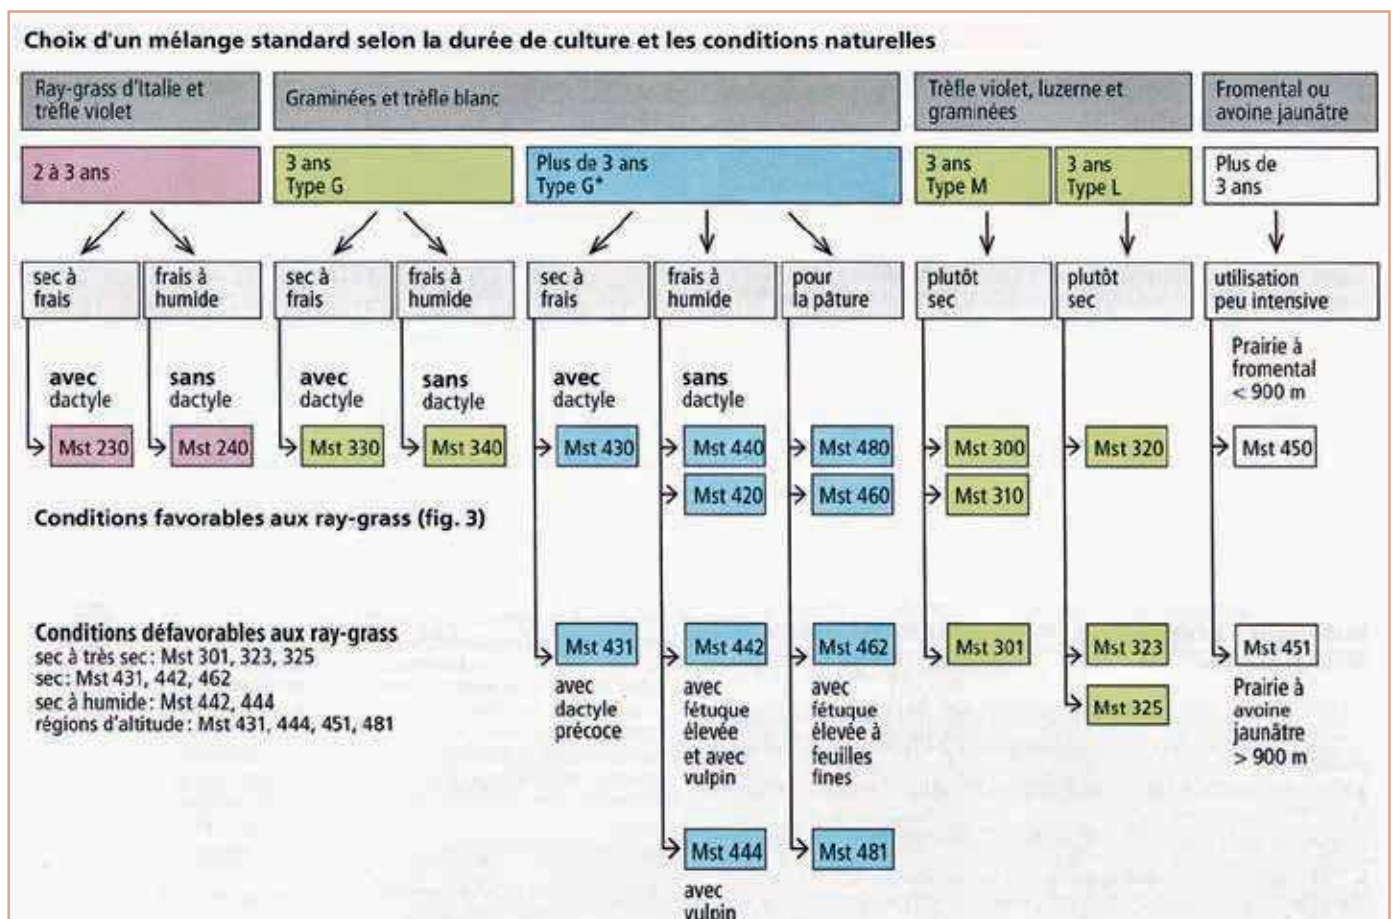 Choix d'un mélange standard selon la durée de culture et les conditions naturelles
Ray-grass d'Italie et
trèfle violet
Graminées et trèfle blanc
Trèfle violet, luzerne et
graminées
Fromental ou
avoine jaunâtre
2 à 3 ans
3 ans
Type G
Plus de 3 ans
Type G*
3 ans
Type M
3 ans
Type L
Plus de
3 ans
sec à
frais
frais à
humide
sec à
frais
frais à
humide
sec à
frais
frais à
humide
pour
la pâture
plutôt
sec
plutôt
sec
utilisation
peu intensive
avec
dactyle
sans
dactyle
avec
dactyle
sans
dactyle
avec
dactyle
sans
dactyle
Prairie à
fromental
< 900 m
Mst 230
Mst 240
Mst 330
Mst 340
Mst 430
Mst 440
Mst 480
Mst 300
Mst 320
Mst 450
Mst 420
Mst 460
Mst 310
Conditions favorables aux ray-grass (fig. 3)
Conditions défavorables aux ray-grass
sec à très sec: Mst 301, 323, 325
sec: Mst 431, 442, 462
sec à humide: Mst 442, 444
régions d'altitude: Mst 431, 444, 451, 481
Mst 431
avec
dactyle
précoce
Mst 442
avec
fétuque
élevée
et avec
vulpin
Mst 462
avec
fétuque
élevée à
feuilles
fines
Mst 301
Mst 323
Mst 325
Mst 451
Prairie à
avoine
jaunâtre
> 900 m
Mst 444
avec
vulpin
Mst 481